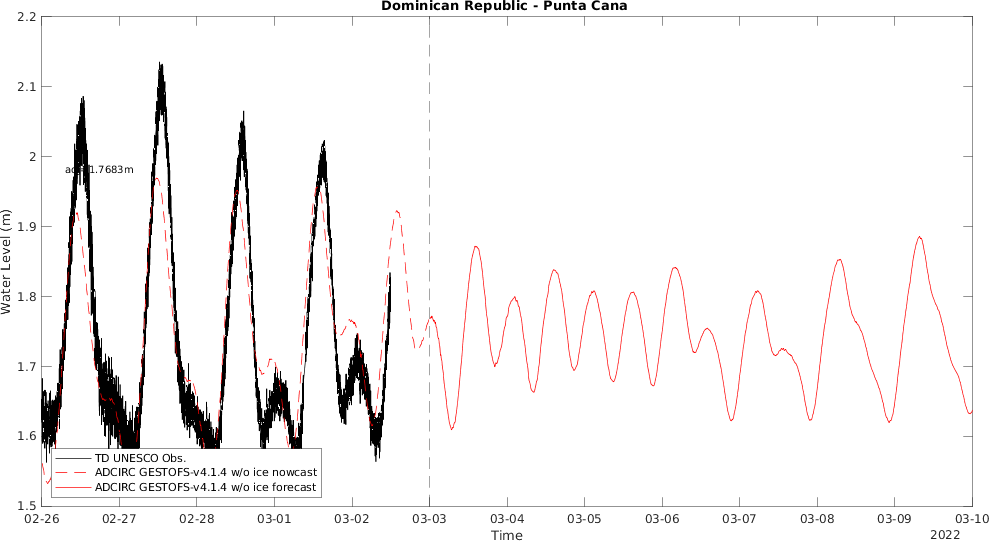 Dominican Republic - Punta Cana
2.2
2.1
2
1.9
1.8
1.7
1.6
1.5
Water Level (m)
1.7683m
TD UNESCO Obs.
ADCIRC GESTOFS-v4.1.4 w/o ice nowcast
ADCIRC GESTOFS-v4.1.4 w/o ice forecast
02-26 02-27 02-28 03-01 03-02 03-03 03-04 03-05 03-06 03-07 03-08 03-09 03-10
Time
2022